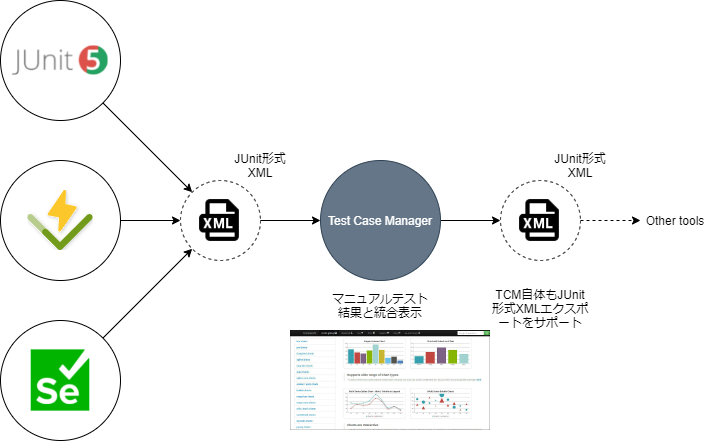 JUnit 5
JUnit形式
XML
XML
Test Case Manager
JUnit形式
XML
XML
Other tools
マニュアルテスト
結果と統合表示
TCM自体もJUnit
形式XMLエクスポ
ートをサポート
Se